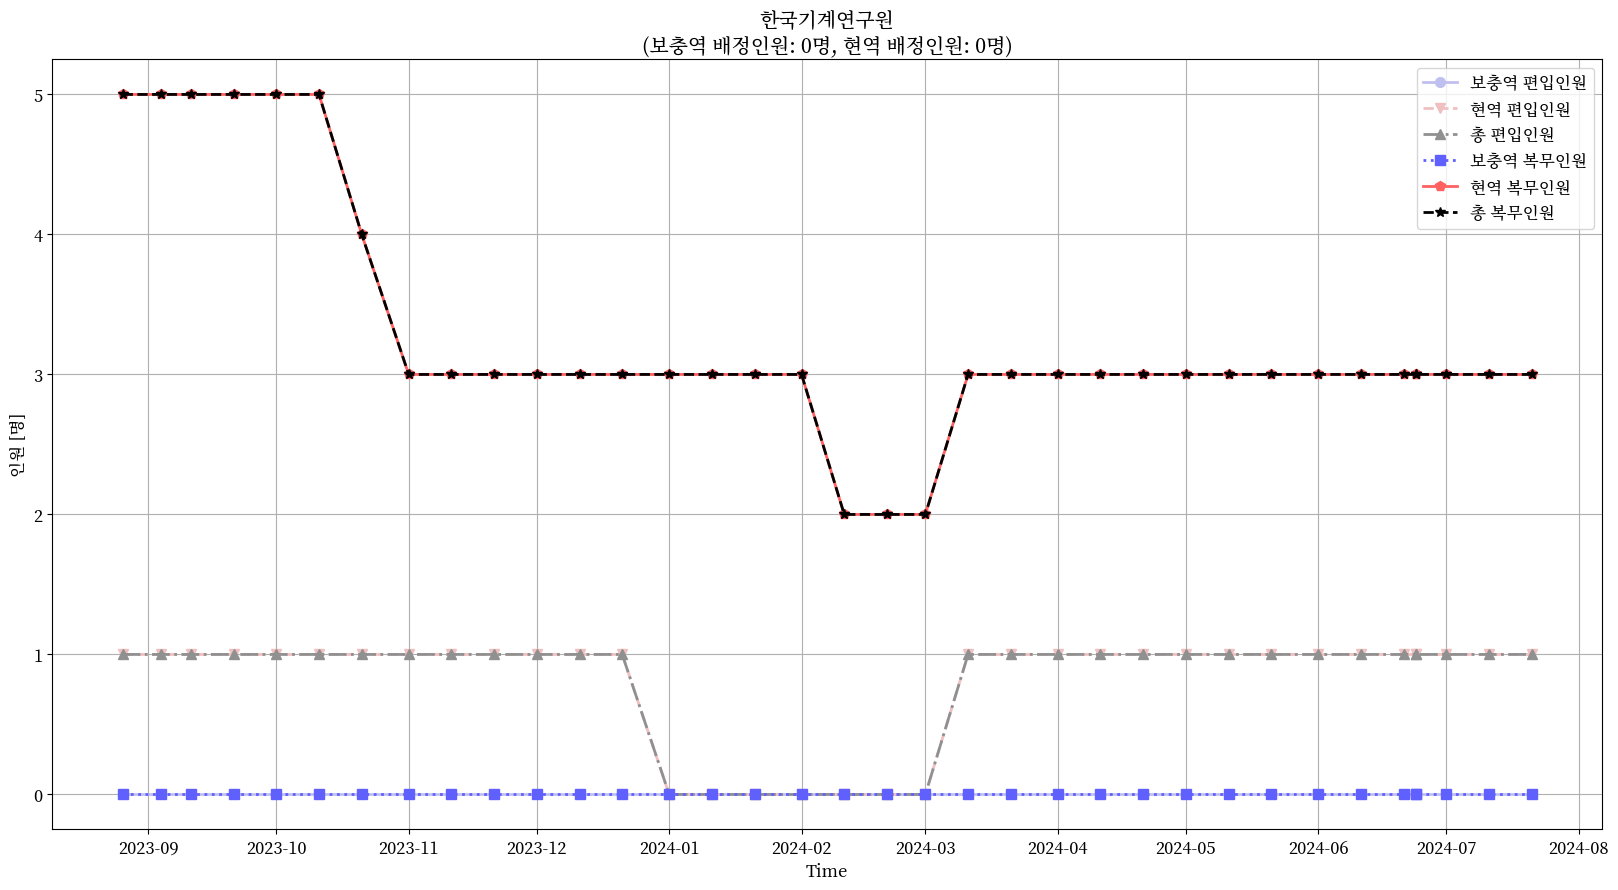 한국기계연구원
(보충역 배정인원: 0명, 현역 배정인원: 0명)
보충역 편입인원
현역 편입인원
총 편입인원
보충역 복무인원
현역 복무인원
총 복무인원
인원 [명]
5
4
3
2
1
0
2023-09
2023-10
2023-11
2023-12
2024-01
2024-02
2024-03
2024-04
2024-05
2024-06
2024-07
2024-08
Time